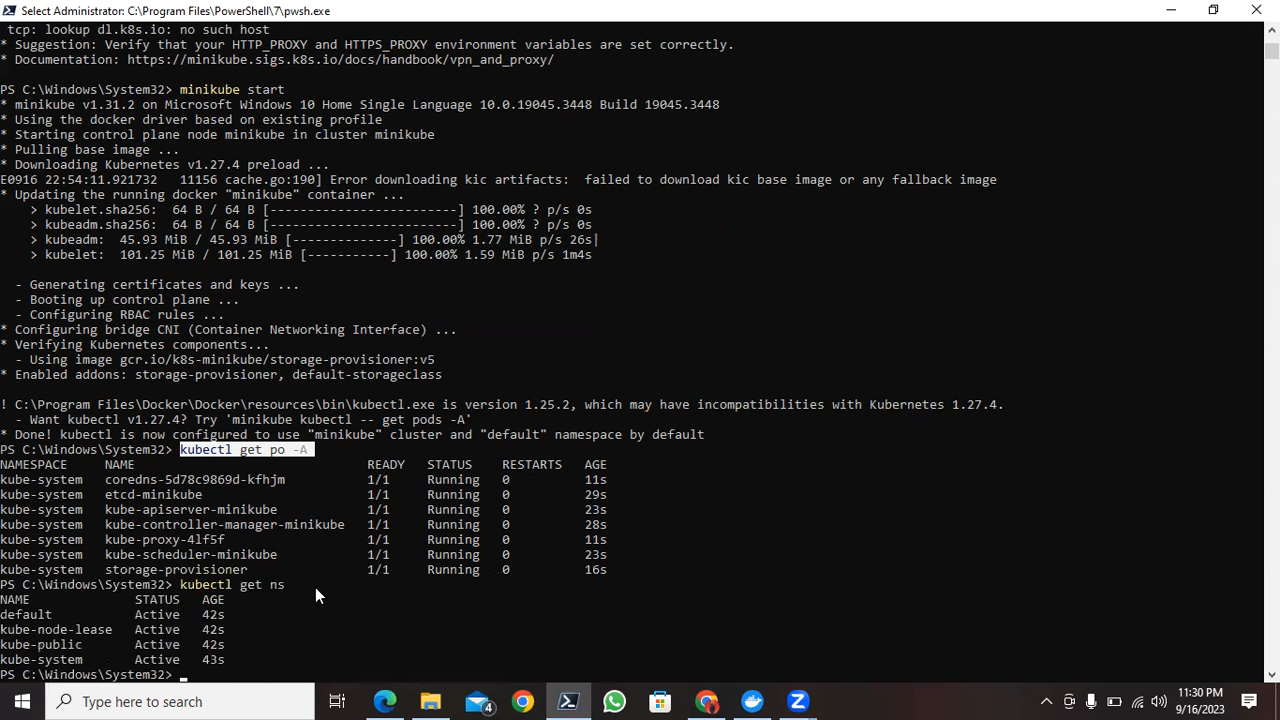 Select Administrator: C:\Program Files\PowerShell\7\pwsh.exe
tcp: lookup dl.k8s.io: no such host
* Suggestion: Verify that your HTTP_PROXY and HTTPS_PROXY environment variables are set correctly.
* Documentation: https://minikube.sigs.k8s.io/docs/handbook/vpn_and_proxy/
PS C:\Windows\System32> minikube start
* minikube v1.31.2 on Microsoft Windows 10 Home Single Language 10.0.19045.3448 Build 19045.3448
* Using the docker driver based on existing profile
* Starting control plane node minikube in cluster minikube
* Pulling base image ...
* Downloading Kubernetes v1.27.4 preload ...
E0916 22:54:11.921732   11156 cache.go:190] Error downloading kic artifacts:  failed to download kic base image or any fallback image
* Updating the running docker "minikube" container ...
    > kubelet.sha256:  64 B / 64 B [-------------------------] 100.00% ? p/s 0s
    > kubeadm.sha256:  64 B / 64 B [-------------------------] 100.00% ? p/s 0s
    > kubeadm:  45.93 MiB / 45.93 MiB [--------------] 100.00% 1.77 MiB p/s 26s
    > kubelet:  101.25 MiB / 101.25 MiB [-----------] 100.00% 1.59 MiB p/s 1m4s
  - Generating certificates and keys ...
  - Booting up control plane ...
  - Configuring RBAC rules ...
* Configuring bridge CNI (Container Networking Interface) ...
* Verifying Kubernetes components...
  - Using image gcr.io/k8s-minikube/storage-provisioner:v5
* Enabled addons: storage-provisioner, default-storageclass
! C:\Program Files\Docker\Docker\resources\bin\kubectl.exe is version 1.25.2, which may have incompatibilities with Kubernetes 1.27.4.
  - Want kubectl v1.27.4? Try 'minikube kubectl -- get pods -A'
* Done! kubectl is now configured to use "minikube" cluster and "default" namespace by default
PS C:\Windows\System32> kubectl get po -A
NAMESPACE     NAME                               READY   STATUS    RESTARTS   AGE
kube-system   coredns-5d78c9869d-kfhjm           1/1     Running   0          11s
kube-system   etcd-minikube                      1/1     Running   0          29s
kube-system   kube-apiserver-minikube            1/1     Running   0          23s
kube-system   kube-controller-manager-minikube   1/1     Running   0          28s
kube-system   kube-proxy-4lf5f                   1/1     Running   0          11s
kube-system   kube-scheduler-minikube            1/1     Running   0          23s
kube-system   storage-provisioner                1/1     Running   0          16s
PS C:\Windows\System32> kubectl get ns
NAME              STATUS   AGE
default           Active   42s
kube-node-lease   Active   42s
kube-public       Active   42s
kube-system       Active   43s
PS C:\Windows\System32>
Type here to search
4
11:30 PM
9/16/2023